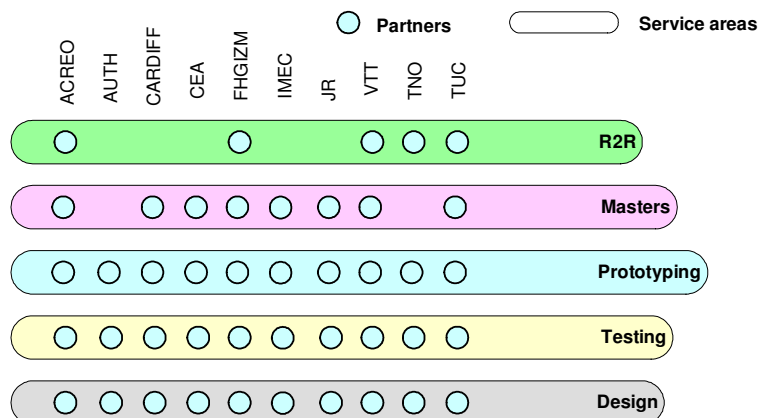 Partners
Service areas
ACREO
AUTH
CARDIFF
CEA
FHGIZM
IMEC
JR
VTT
TNO
TUC
R2R
Masters
Prototyping
Testing
Design